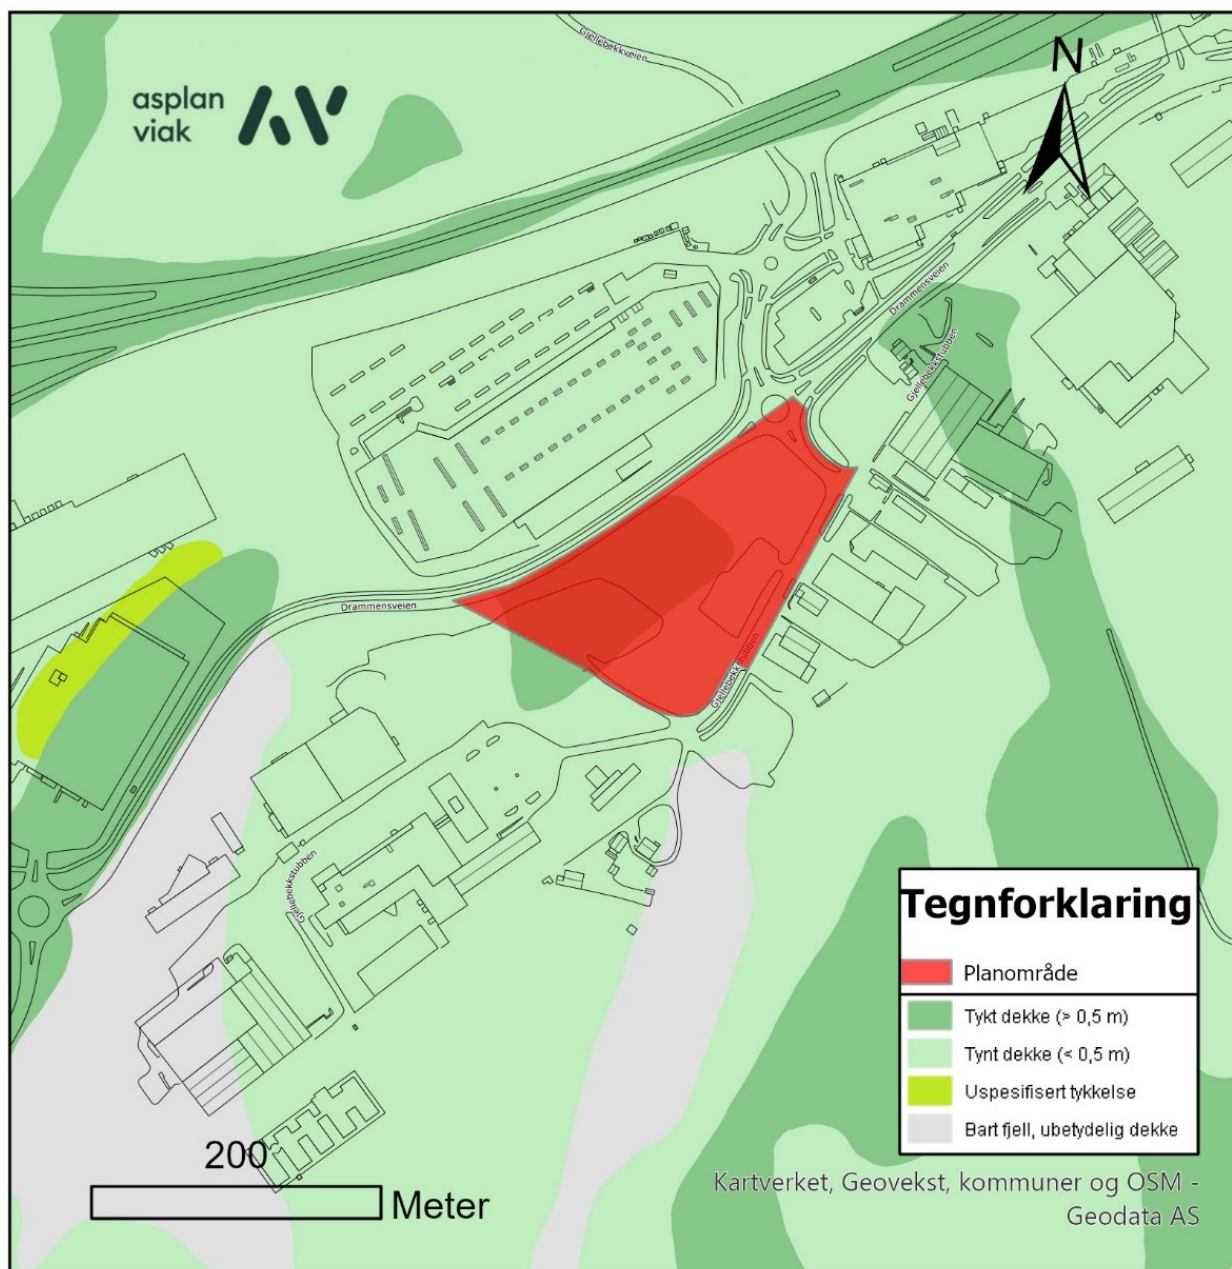 Gjellebekkveien
N
asplan
viak
Drammensveien
Gjellebekkstubben
Drammensveien
Gjellebekkstubben
Gjellebekkstubben
Tegnforklaring
Planområde
Tykt dekke (> 0,5 m)
Tynt dekke (< 0,5 m)
Uspesifisert tykkelse
Bart fjell, ubetydelig dekke
200
Meter
Kartverket, Geovekst, kommuner og OSM -
Geodata AS